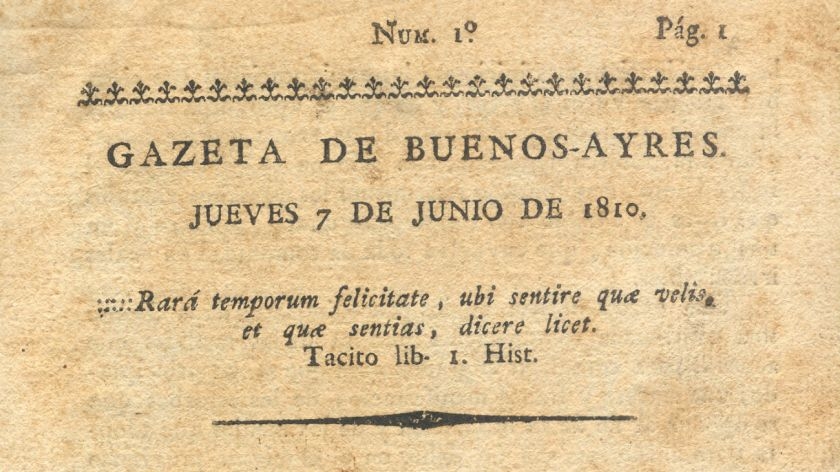 Num. 1º Pág. 1
GAZETA DE BUENOS-AYRES.
JUEVES 7 DE JUNIO DE 1810.
::::::Rará temporum felicitate, ubi sentire quæ velis,
et quæ sentias, dicere licet.
Tacito lib- 1. Hist.